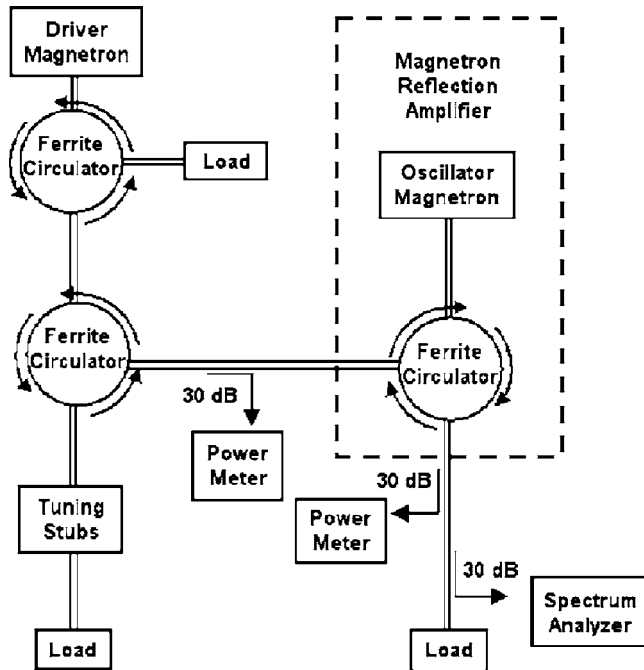 Driver
Magnetron
Ferrite
Circulator
Load
Magnetron
Reflection
Amplifier
Oscillator
Magnetron
Ferrite
Circulator
Ferrite
Circulator
30 dB
Power
Meter
30 dB
Power
Meter
Tuning
Stubs
30 dB
Spectrum
Analyzer
Load
Load